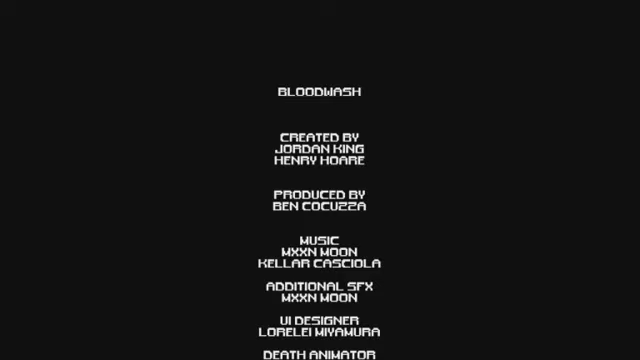 BLOODWASH
CREATED BY
JORDAN KING
HENRY HOARE
PRODUCED BY
BEN COCUZZA
MUSIC
MXXN MOON
KELLAR CASCIOLA
ADDITIONAL SFX
MXXN MOON
UI DESIGNER
LORELEI MIYAMURA
DEATH ANIMATOR